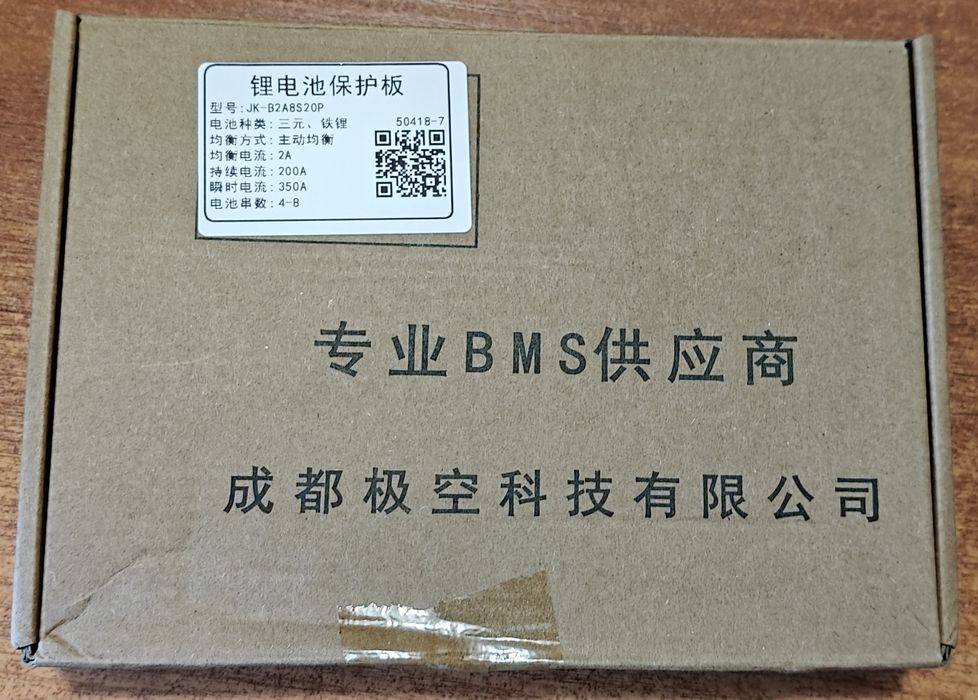 锂电池保护板
型号:JK-B2A8S20P
电池种类:三元、铁锂 50418-7
均衡方式:主动均衡
均衡电流:2A
持续电流:200A
瞬时电流:350A
电池串数:4-8
专业BMS供应商
成都极空科技有限公司